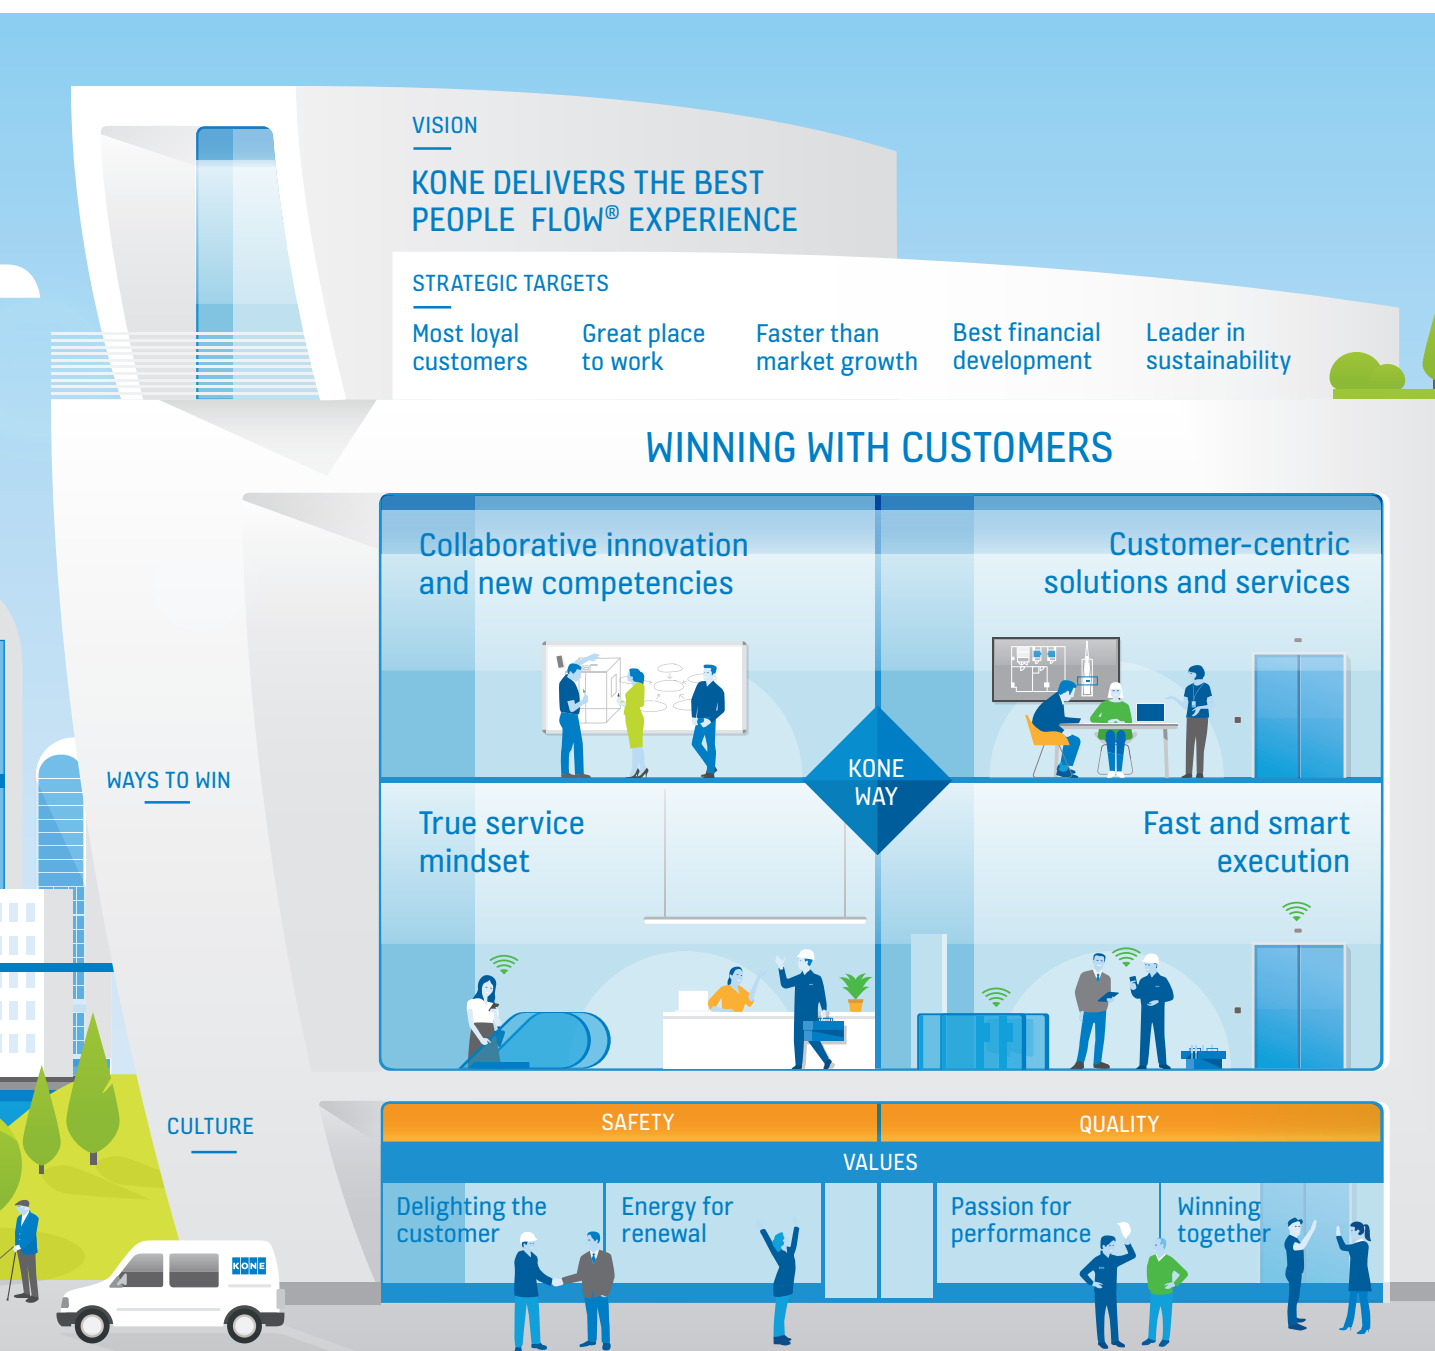 VISION
KONE DELIVERS THE BEST
PEOPLE FLOW® EXPERIENCE
STRATEGIC TARGETS
Most loyal
customers
Great place
to work
Faster than
market growth
Best financial
development
Leader in
sustainability
WINNING WITH CUSTOMERS
Collaborative innovation
and new competencies
Customer-centric
solutions and services
WAYS TO WIN
KONE
WAY
True service
mindset
Fast and smart
execution
CULTURE
SAFETY
QUALITY
VALUES
Delighting the
customer
Energy for
renewal
Passion for
performance
Winning
together
KONE